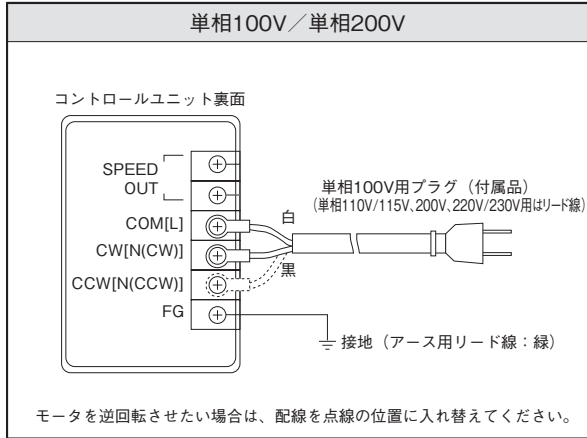 単相100V／単相200V
コントロールユニット裏面
SPEED
OUT
COM[L]
CW[N(CW)]
CCW[N(CCW)]
FG
白
黒
単相100V用プラグ（付属品）
（単相110V/115V、200V、220V/230V用はリード線）
接地（アース用リード線：緑）
モータを逆回転させたい場合は、配線を点線の位置に入れ替えてください。